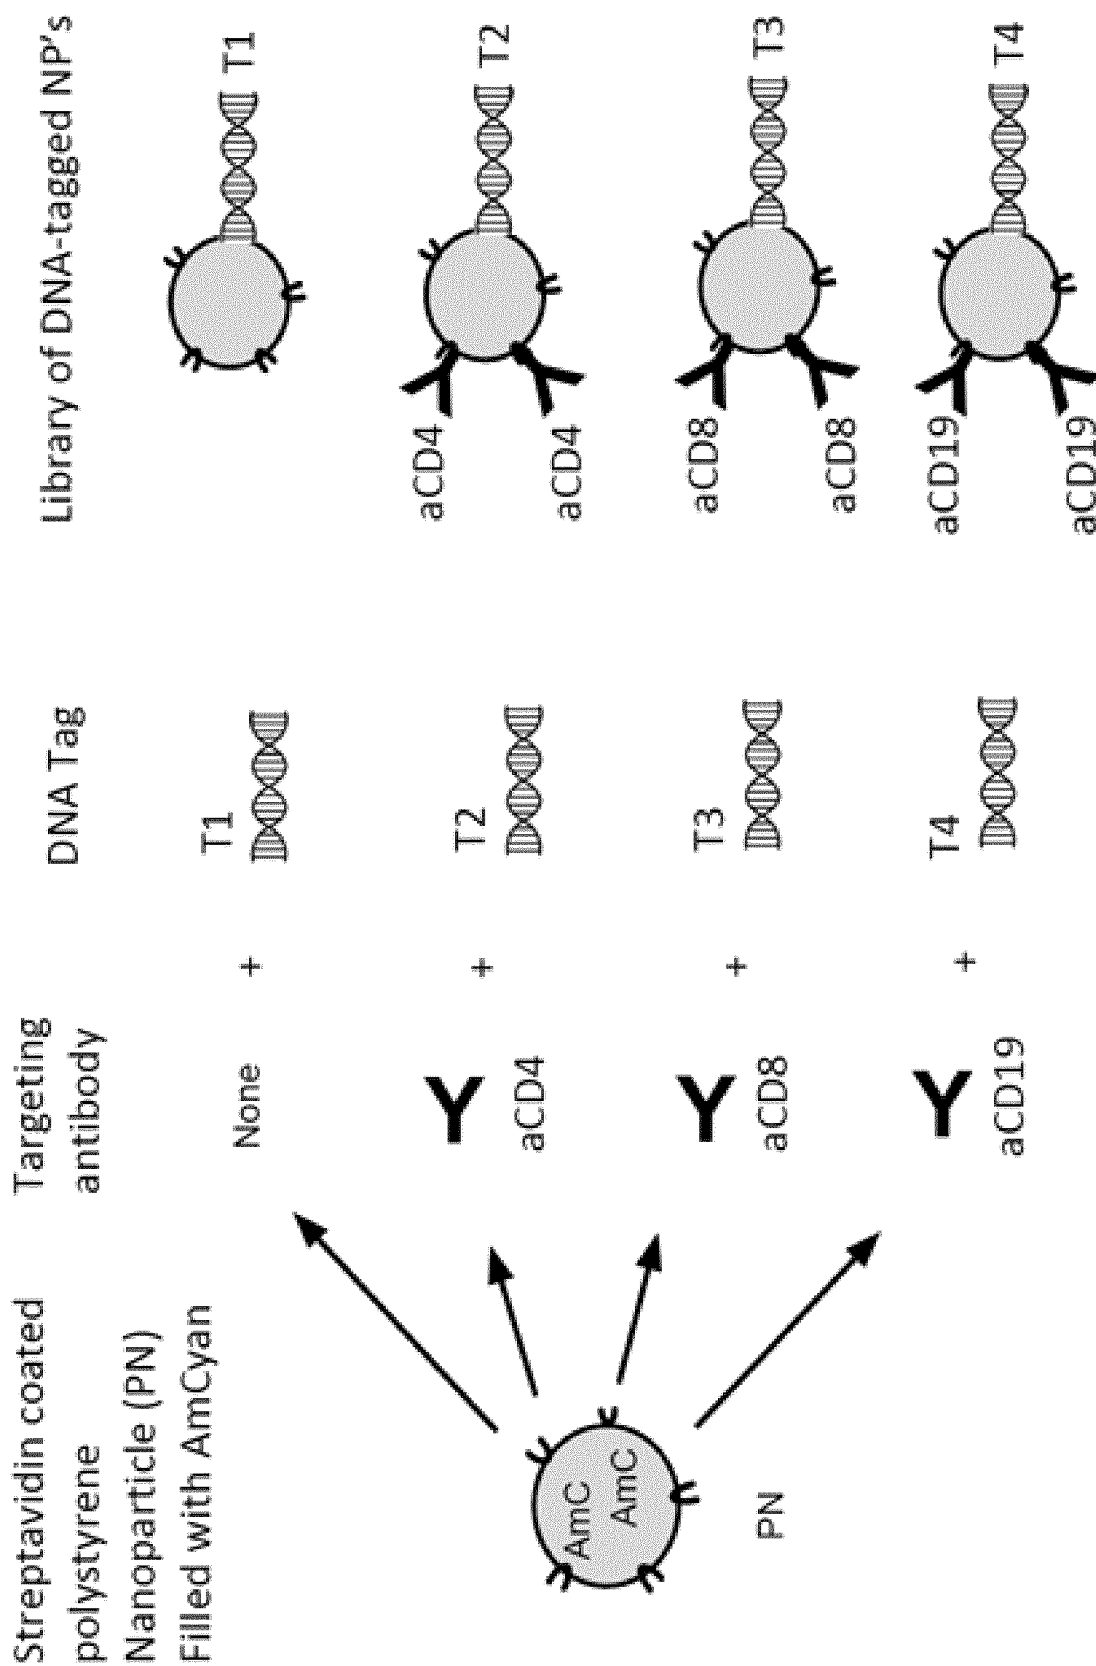 Streptavidin coated
polystyrene
Nanoparticle (PN)
Filled with AmCyan
Targeting
antibody
DNA Tag
Library of DNA-tagged NP's
AmC
AmC
PN
None
+
T1
T1
aCD4
+
T2
aCD4
aCD4
T2
aCD8
+
T3
aCD8
aCD8
T3
aCD19
+
T4
aCD19
aCD19
T4